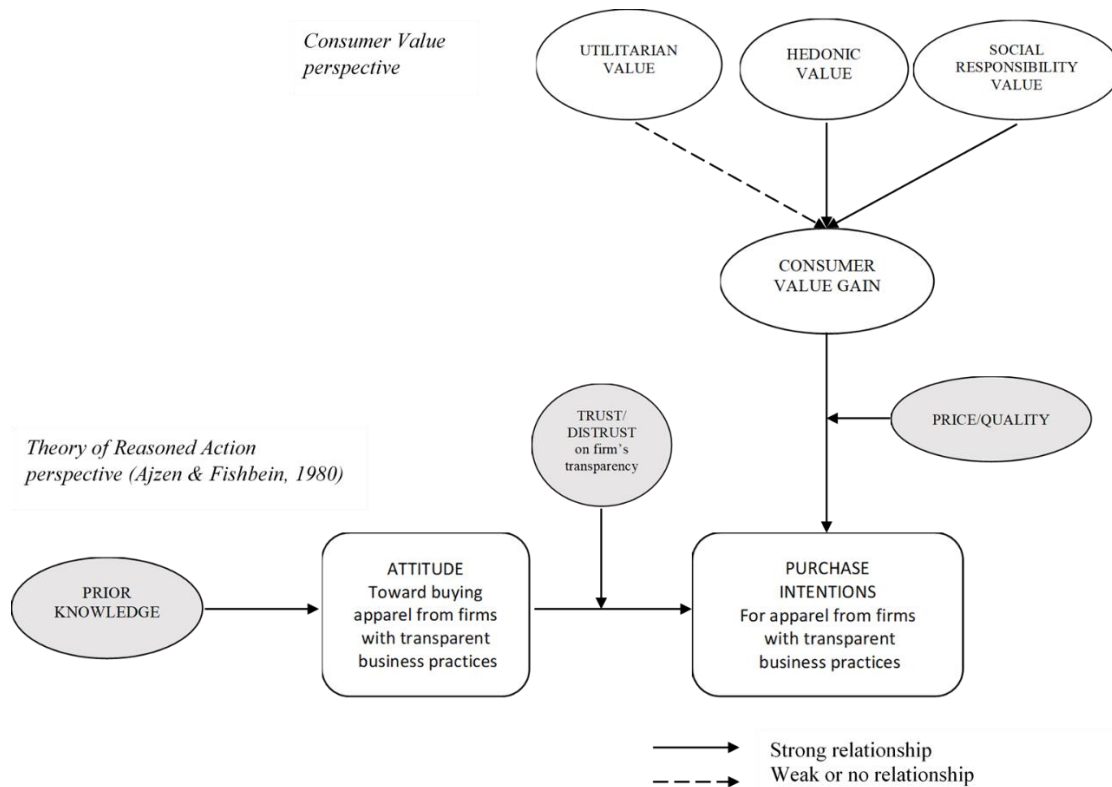 Consumer Value
perspective
UTILITARIAN
VALUE
HEDONIC
VALUE
SOCIAL
RESPONSIBILITY
VALUE
CONSUMER
VALUE GAIN
TRUST/
DISTRUST
on firm's
transparency
PRICE/QUALITY
Theory of Reasoned Action
perspective (Ajzen & Fishbein, 1980)
PRIOR
KNOWLEDGE
ATTITUDE
Toward buying
apparel from firms
with transparent
business practices
PURCHASE
INTENTIONS
For apparel from firms
with transparent
business practices
Strong relationship
Weak or no relationship